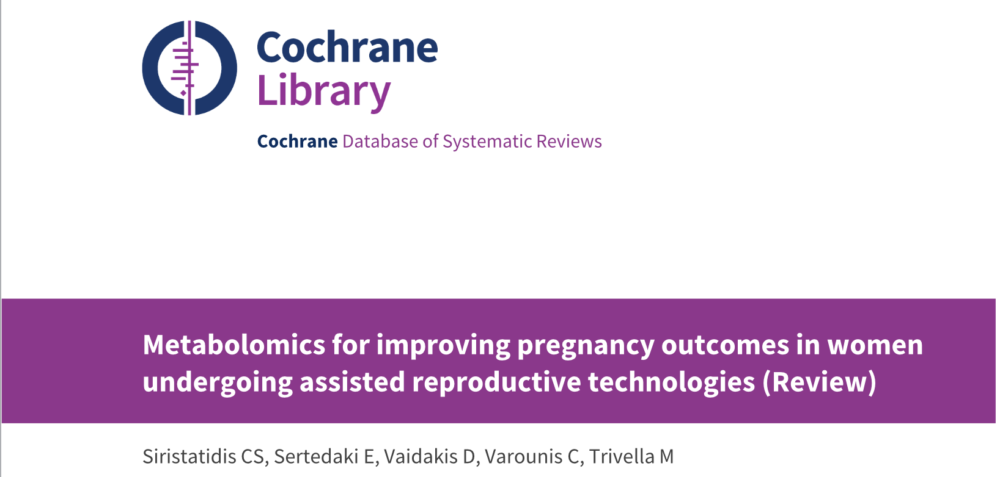 Cochrane
Library
Cochrane Database of Systematic Reviews
Metabolomics for improving pregnancy outcomes in women
undergoing assisted reproductive technologies (Review)
Siristatidis CS, Sertedaki E, Vaidakis D, Varounis C, Trivella M